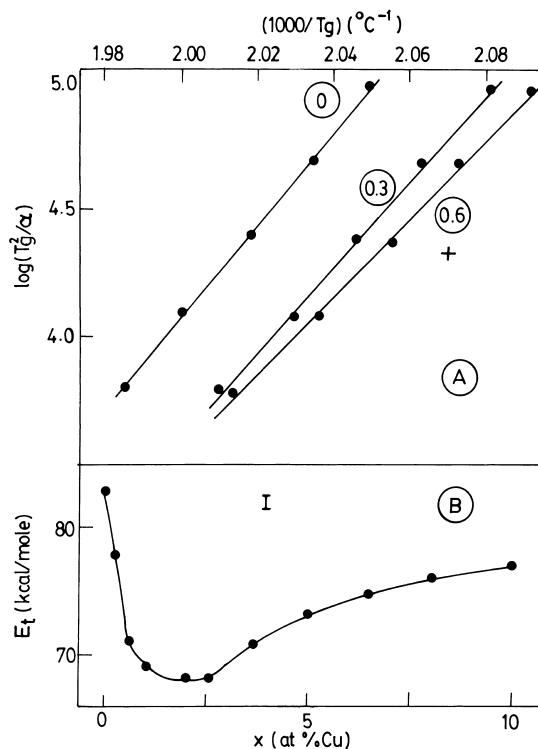 (1000/Tg) (°C⁻¹)
1.98 2.00 2.02 2.04 2.06 2.08
5.0
4.5
4.0
log(Tg²/α)
0
0.3
0.6
A
B
80
70
Et (kcal/mole)
0 5 10
x (at %Cu)